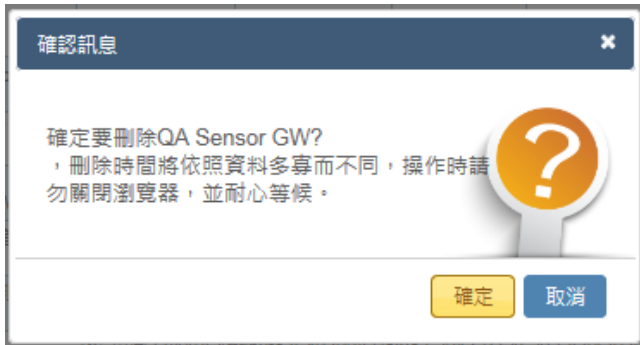 確認訊息
確定要刪除QA Sensor GW?
，刪除時間將依照資料多寡而不同，操作時請
勿關閉瀏覽器，並耐心等候。
確定
取消